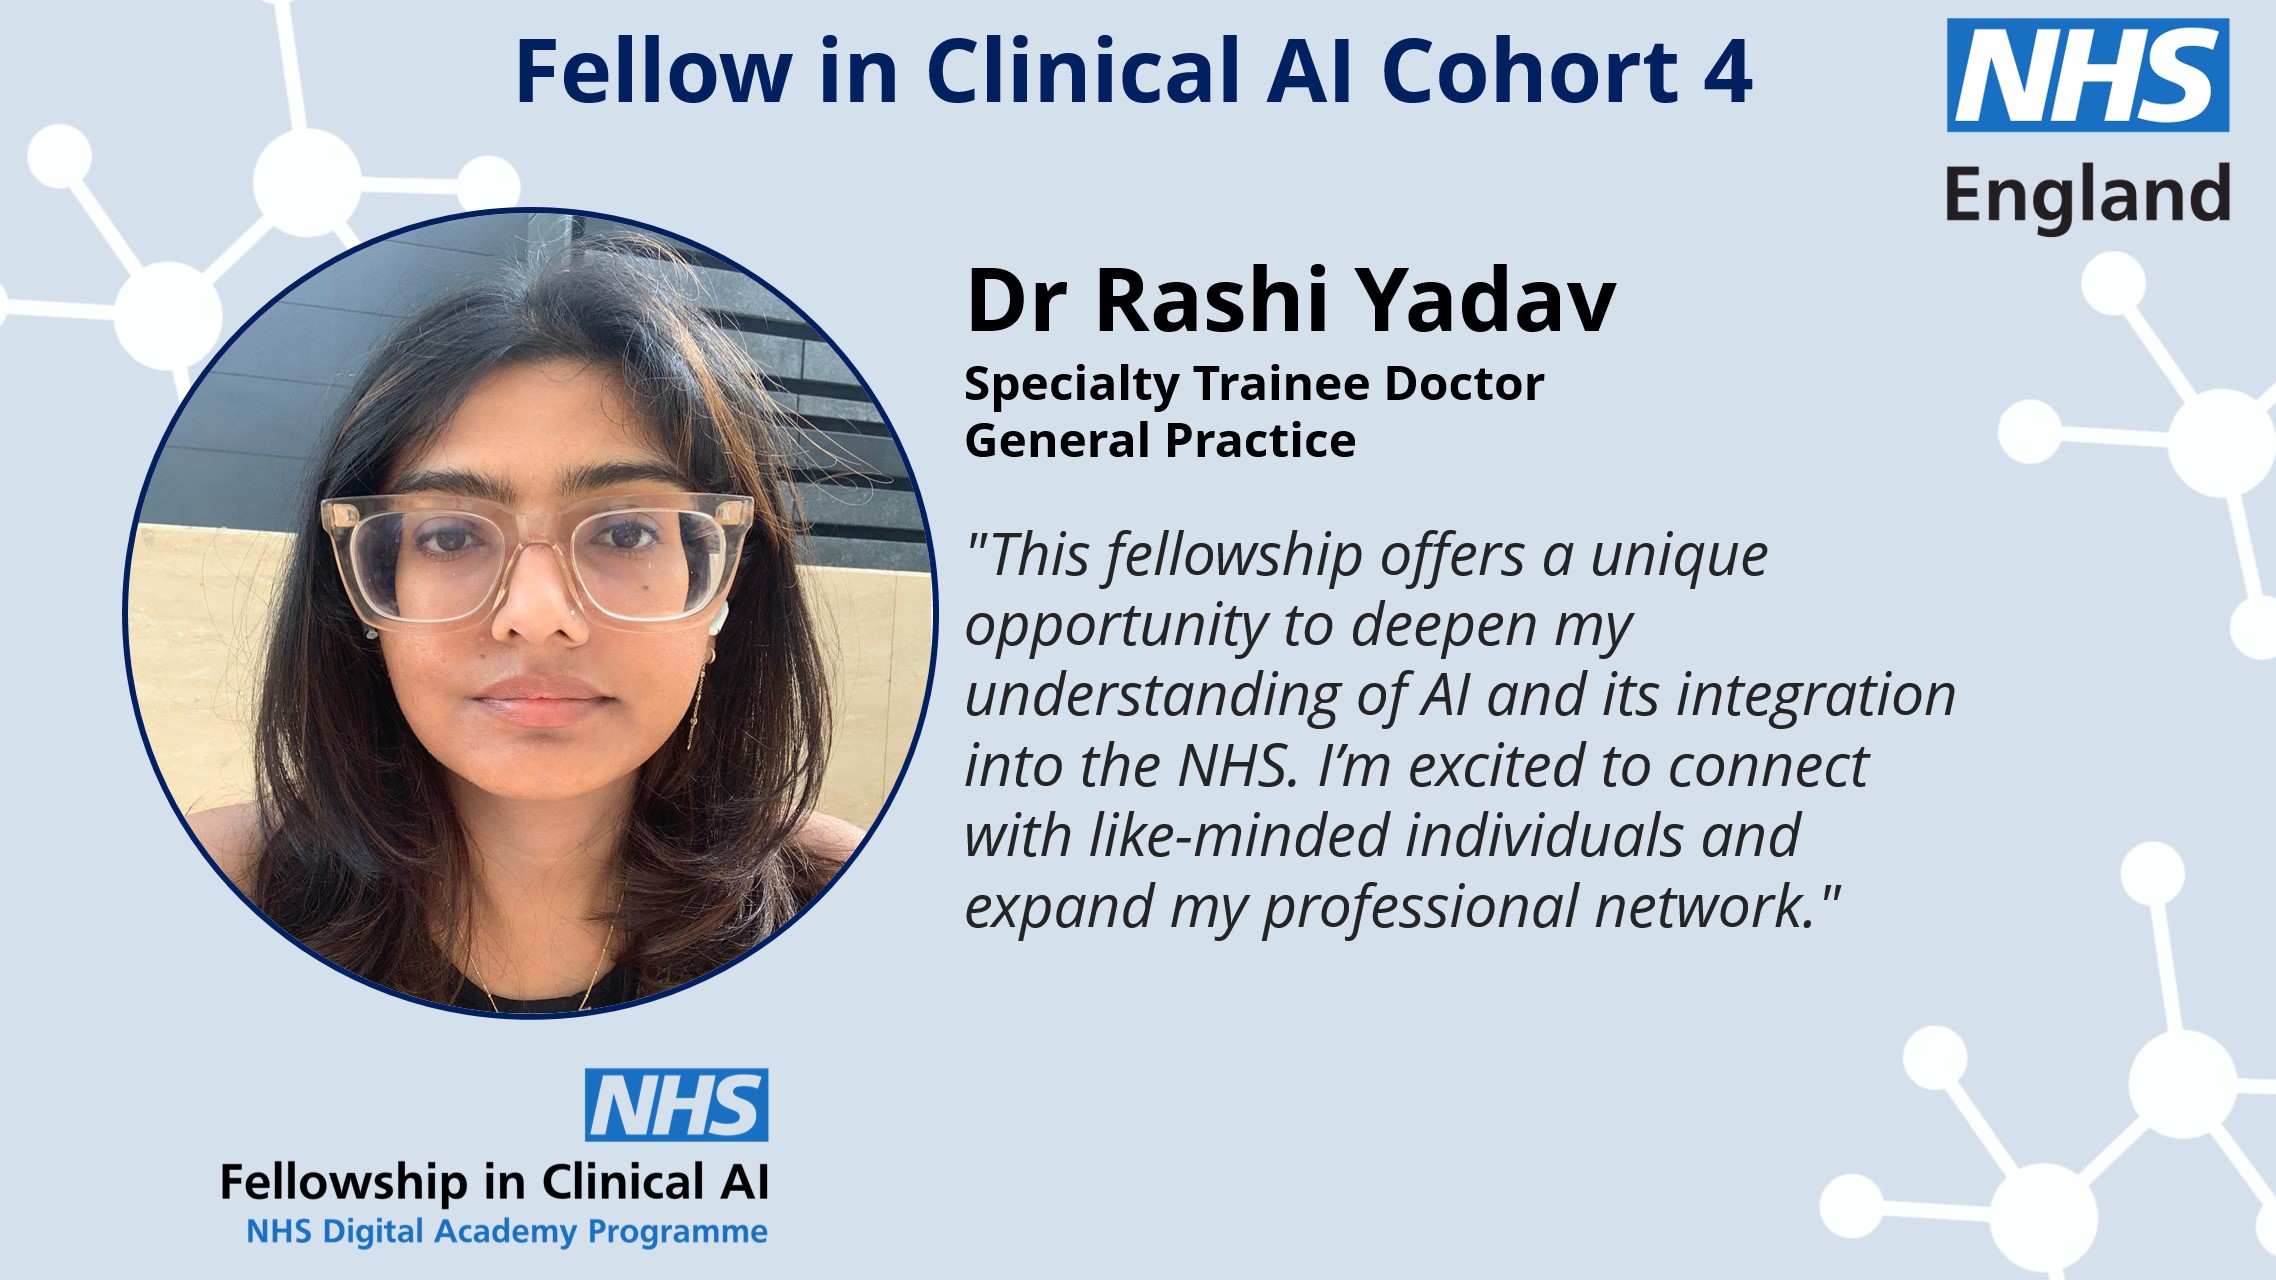 Fellow in Clinical AI Cohort 4
NHS
England
Dr Rashi Yadav
Specialty Trainee Doctor
General Practice
"This fellowship offers a unique
opportunity to deepen my
understanding of AI and its integration
into the NHS. I’m excited to connect
with like-minded individuals and
expand my professional network."
NHS
Fellowship in Clinical AI
NHS Digital Academy Programme